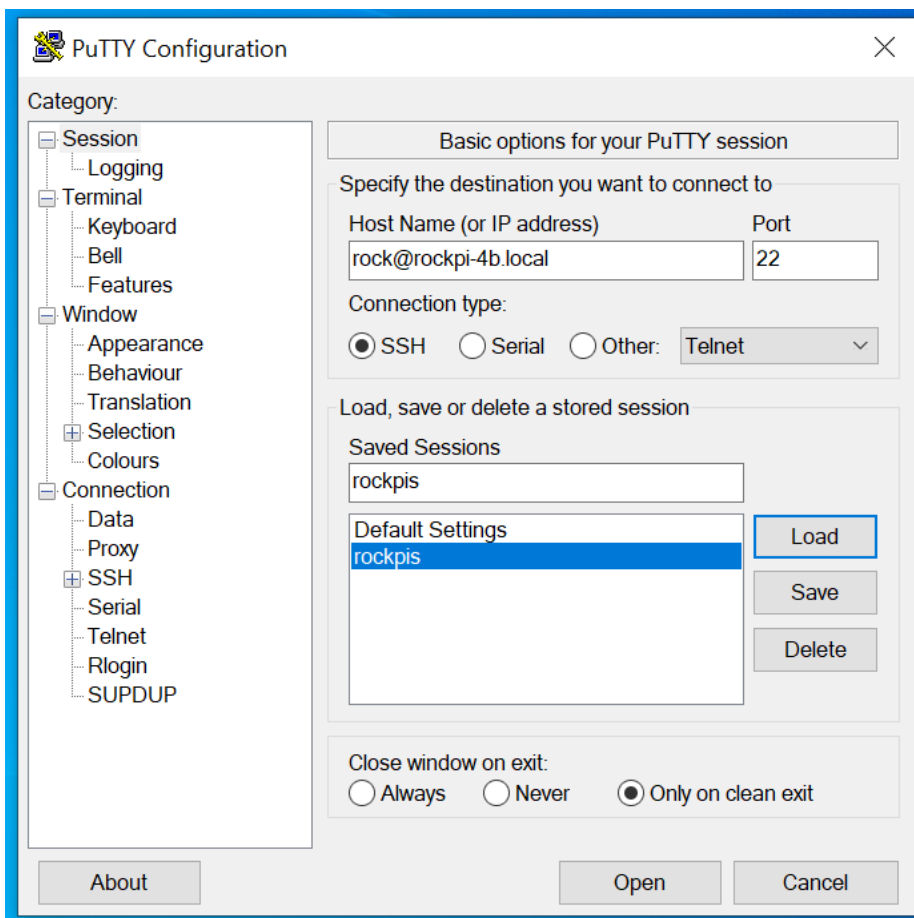 PuTTY Configuration
Category:
Session
Logging
Terminal
Keyboard
Bell
Features
Window
Appearance
Behaviour
Translation
Selection
Colours
Connection
Data
Proxy
SSH
Serial
Telnet
Rlogin
SUPDUP
Basic options for your PuTTY session
Specify the destination you want to connect to
Host Name (or IP address) Port
rock@rockpi-4b.local 22
Connection type:
SSH Serial Other: Telnet
Load, save or delete a stored session
Saved Sessions
rockpis
Default Settings
rockpis
Load
Save
Delete
Close window on exit:
Always Never Only on clean exit
About Open Cancel